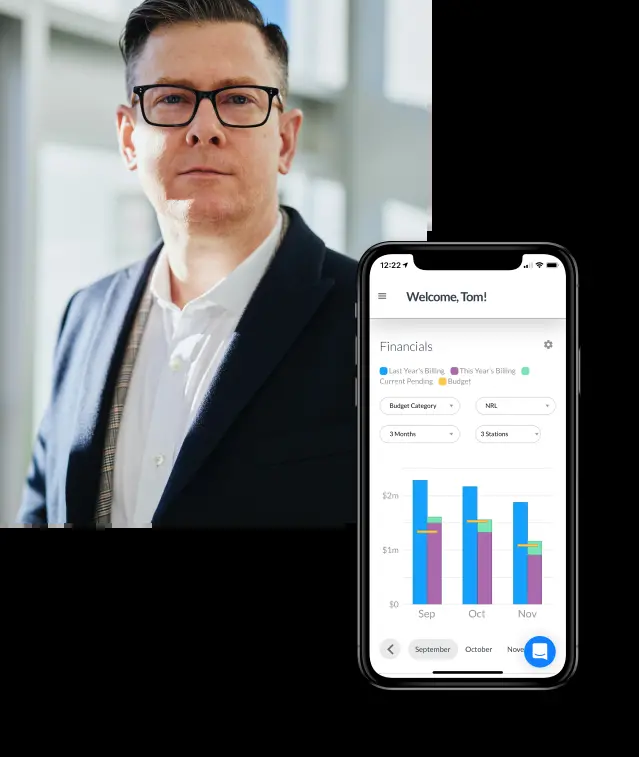 12:22
Welcome, Tom!
Financials
Last Year's Billing This Year's Billing
Current Pending Budget
Budget Category NRL
3 Months 3 Stations
$2m
$1m
$0
Sep Oct Nov
September October Nove